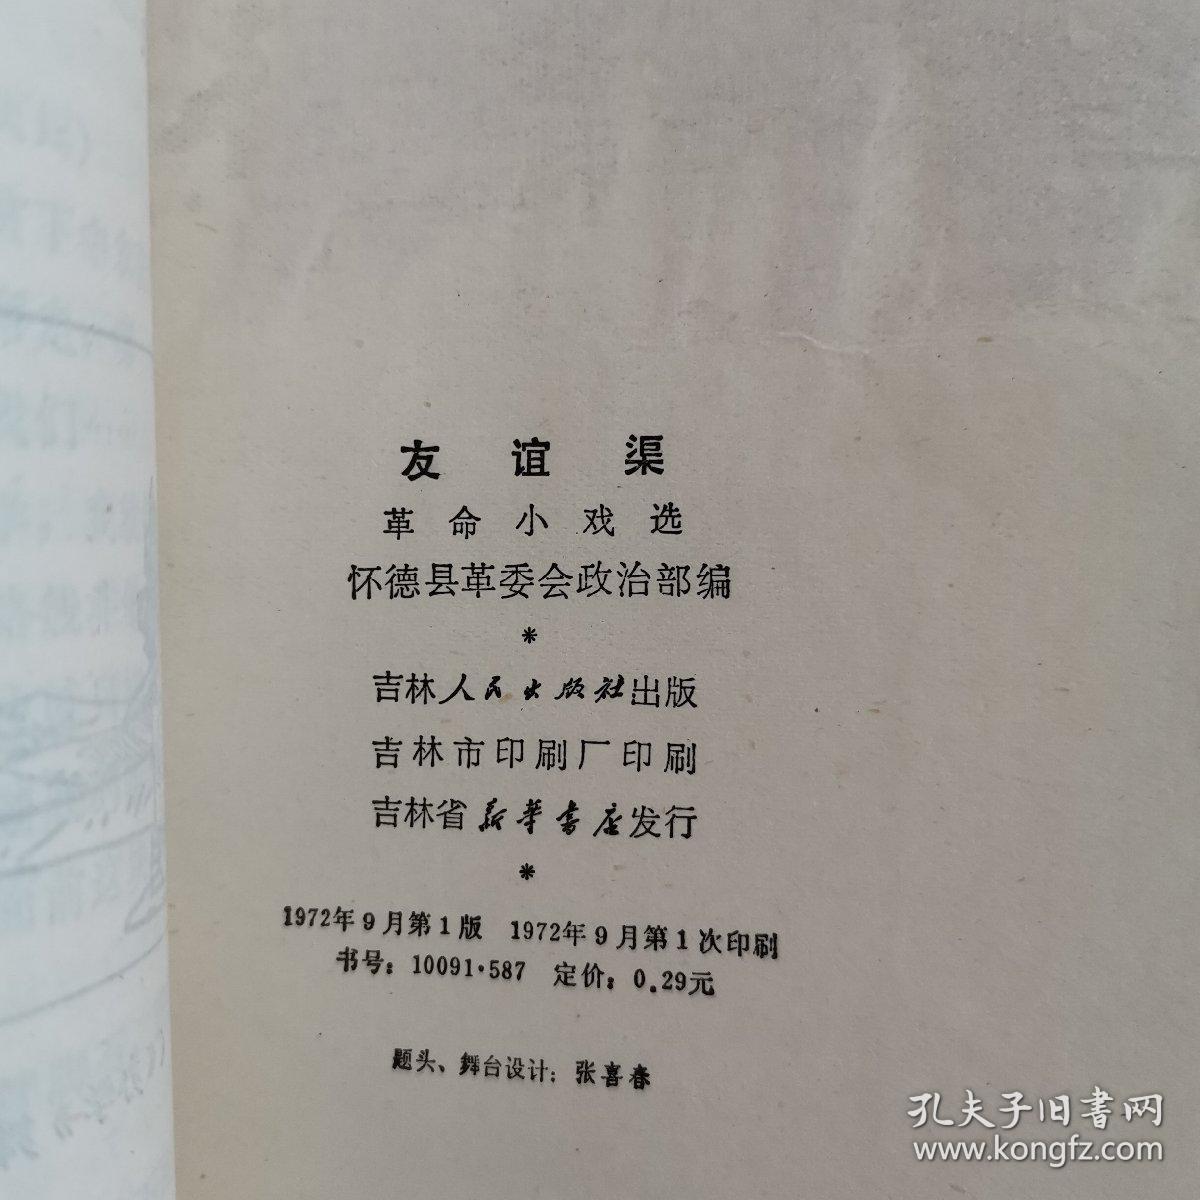 友谊渠
革命小戏选
怀德县革委会政治部编
*
吉林人民出版社出版
吉林市印刷厂印刷
吉林省新华书店发行
*
1972年9月第1版 1972年9月第1次印刷
书号：10091·587 定价：0.29元
题头、舞台设计：张喜春
孔夫子旧书网
www.kongfz.com